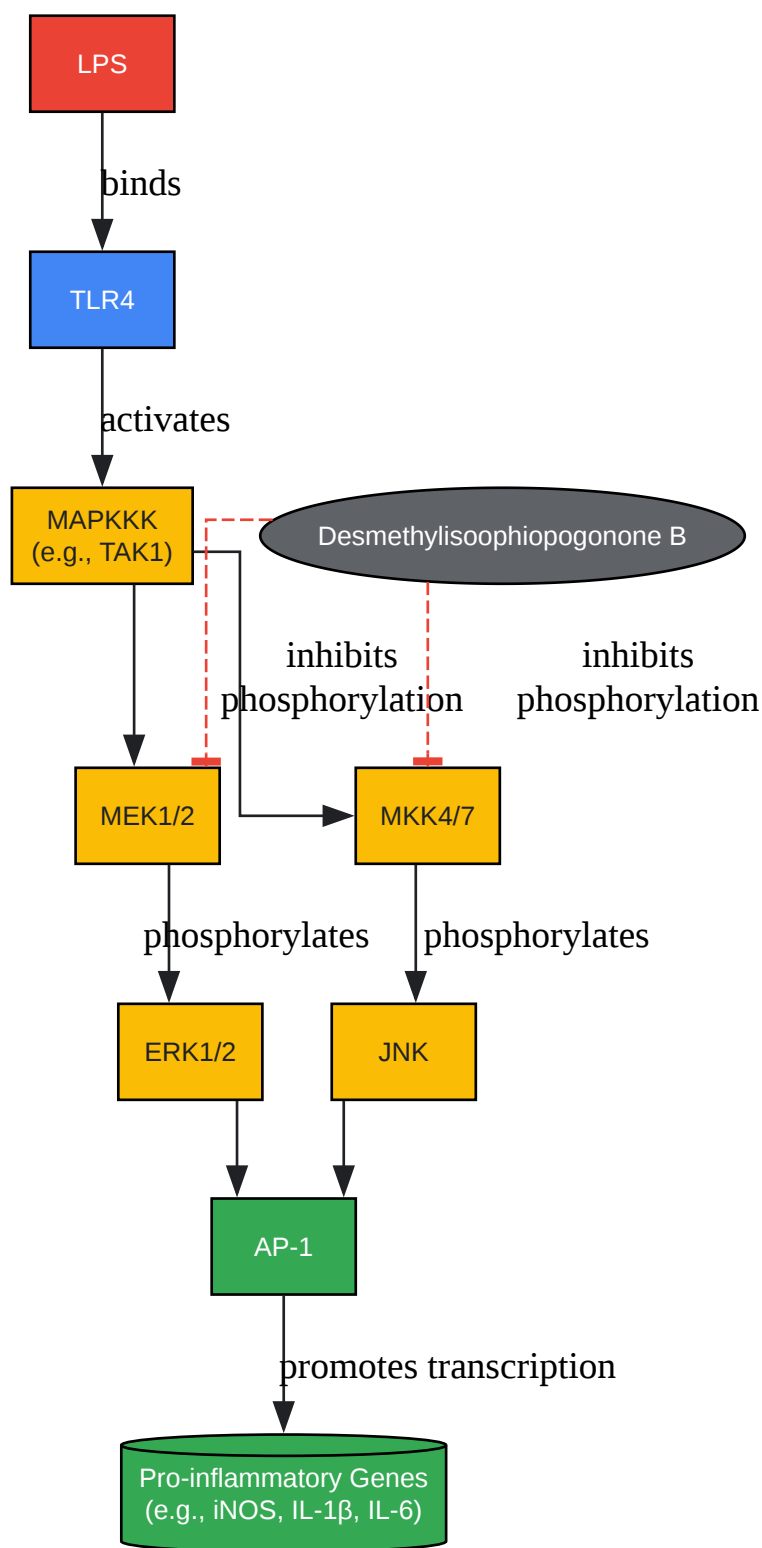 LPS
binds
TLR4
activates
MAPKKK
(e.g., TAK1)
Desmethylisoophiopogonone B
inhibits
phosphorylation
inhibits
phosphorylation
MEK1/2
MKK4/7
phosphorylates
phosphorylates
ERK1/2
JNK
AP-1
promotes transcription
Pro-inflammatory Genes
(e.g., iNOS, IL-1β, IL-6)